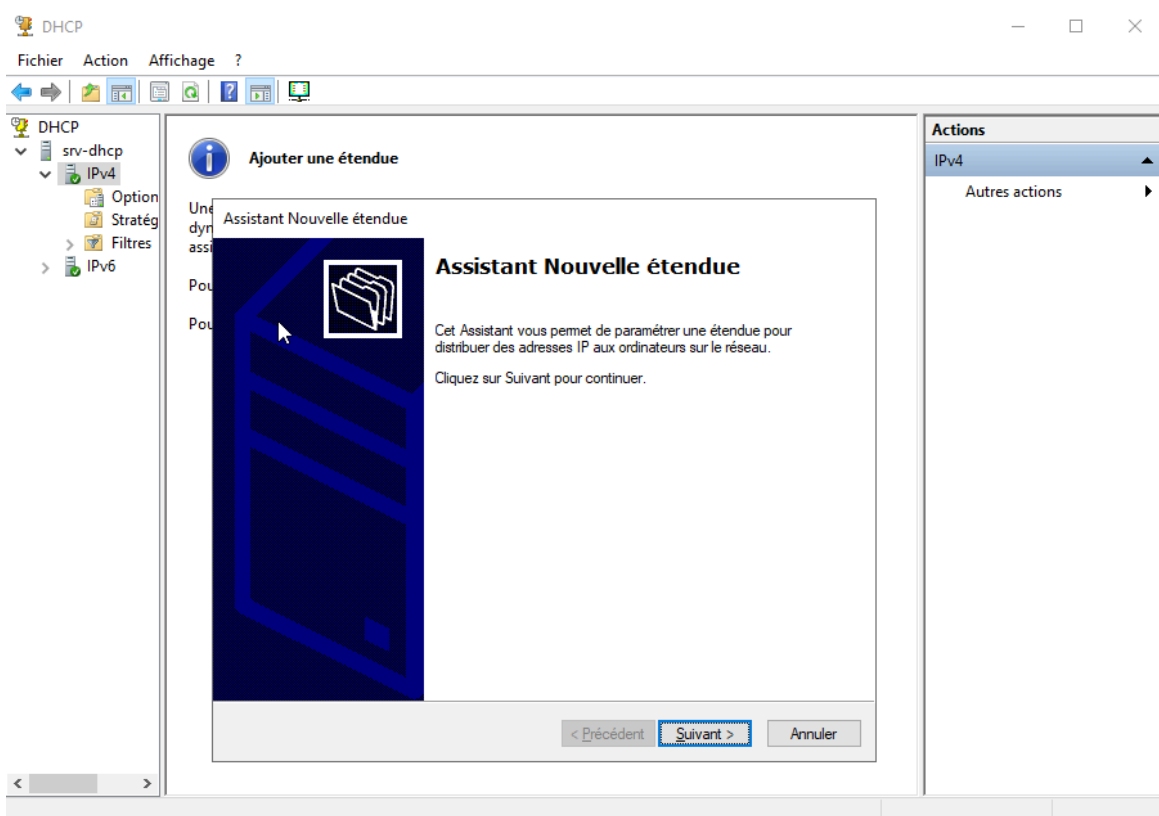 DHCP
Fichier Action Affichage ?
DHCP
srv-dhcp
IPv4
Option
Stratég
Filtres
IPv6
Ajouter une étendue
Une
dyn
assi
Pou
Pou
Assistant Nouvelle étendue
Assistant Nouvelle étendue
Cet Assistant vous permet de paramétrer une étendue pour
distribuer des adresses IP aux ordinateurs sur le réseau.
Cliquez sur Suivant pour continuer.
< Précédent Suivant > Annuler
Actions
IPv4
Autres actions